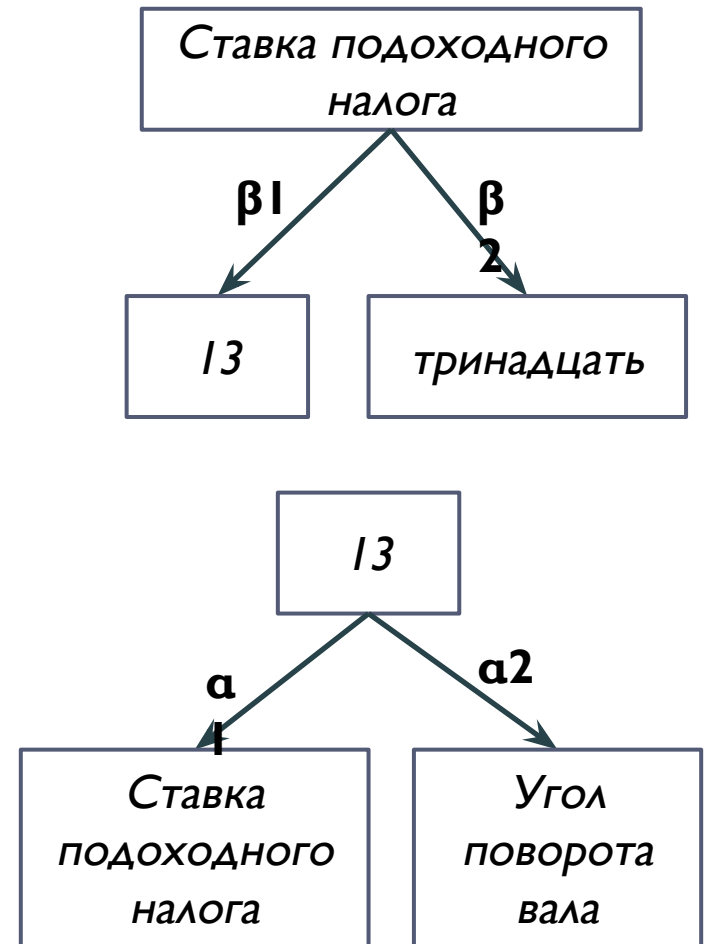 Ставка подоходного
налога
β1
β
2
13
тринадцать
13
α
1
α2
Ставка
подоходного
налога
Угол
поворота
вала